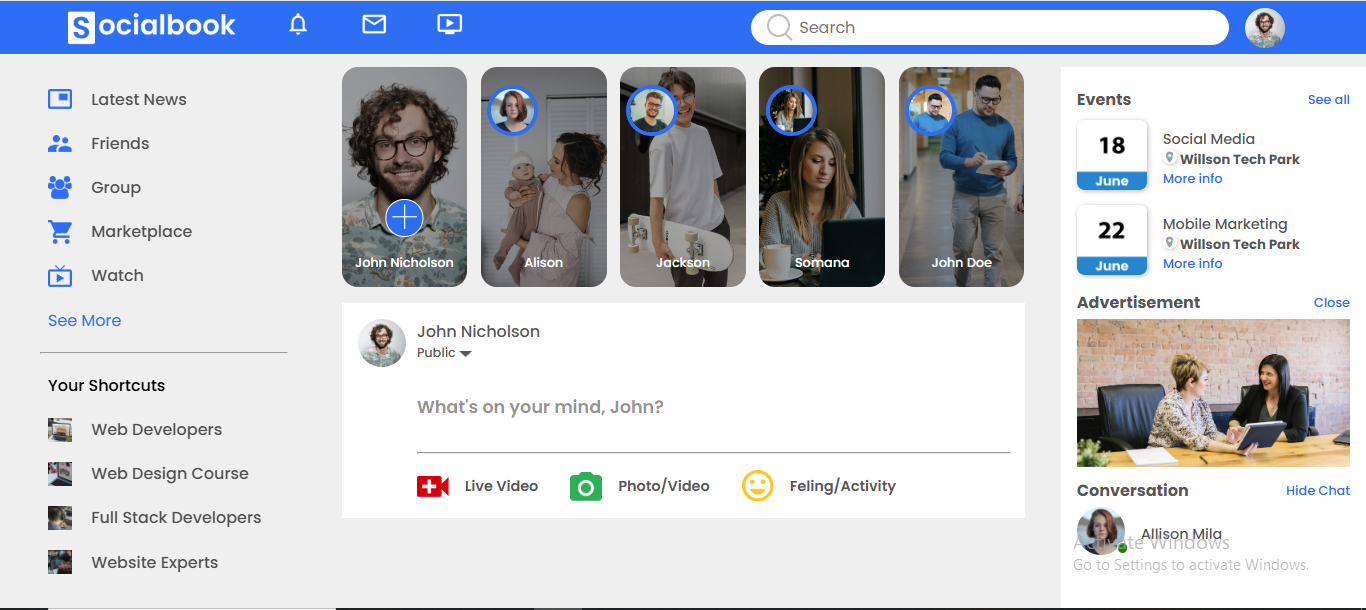 Socialbook
Search
Latest News
Friends
Group
Marketplace
Watch
See More
Your Shortcuts
Web Developers
Web Design Course
Full Stack Developers
Website Experts
John Nicholson
Alison
Jackson
Somana
John Doe
John Nicholson
Public
What's on your mind, John?
Live Video
Photo/Video
Feling/Activity
Events
See all
18
June
Social Media
Willson Tech Park
More info
22
June
Mobile Marketing
Willson Tech Park
More info
Advertisement
Close
Conversation
Hide Chat
Allison Mila
Activate Windows
Go to Settings to activate Windows.